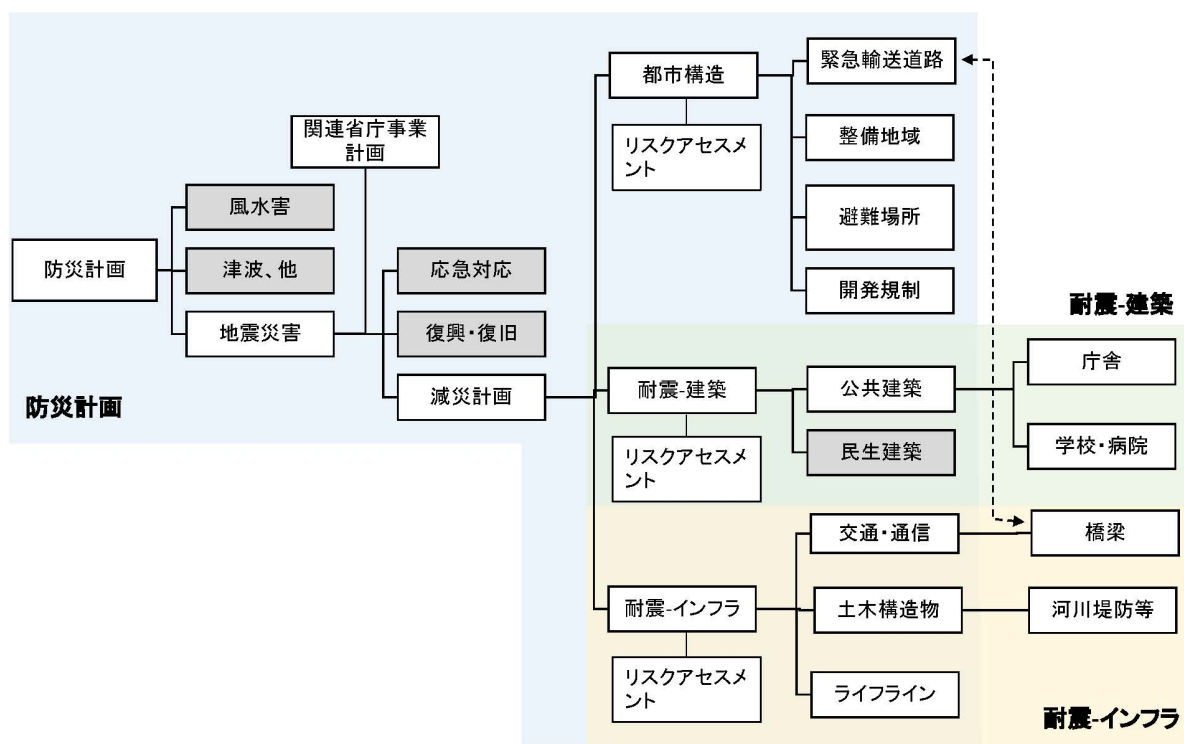 防災計画
風水害
津波、他
地震災害
関連省庁事業
計画
応急対応
復興・復旧
減災計画
都市構造
リスクアセスメ
ント
緊急輸送道路
整備地域
避難場所
開発規制
耐震-建築
耐震-建築
リスクアセスメ
ント
公共建築
民生建築
庁舎
学校・病院
防災計画
耐震-インフラ
リスクアセスメ
ント
交通・通信
土木構造物
ライフライン
橋梁
河川堤防等
耐震-インフラ